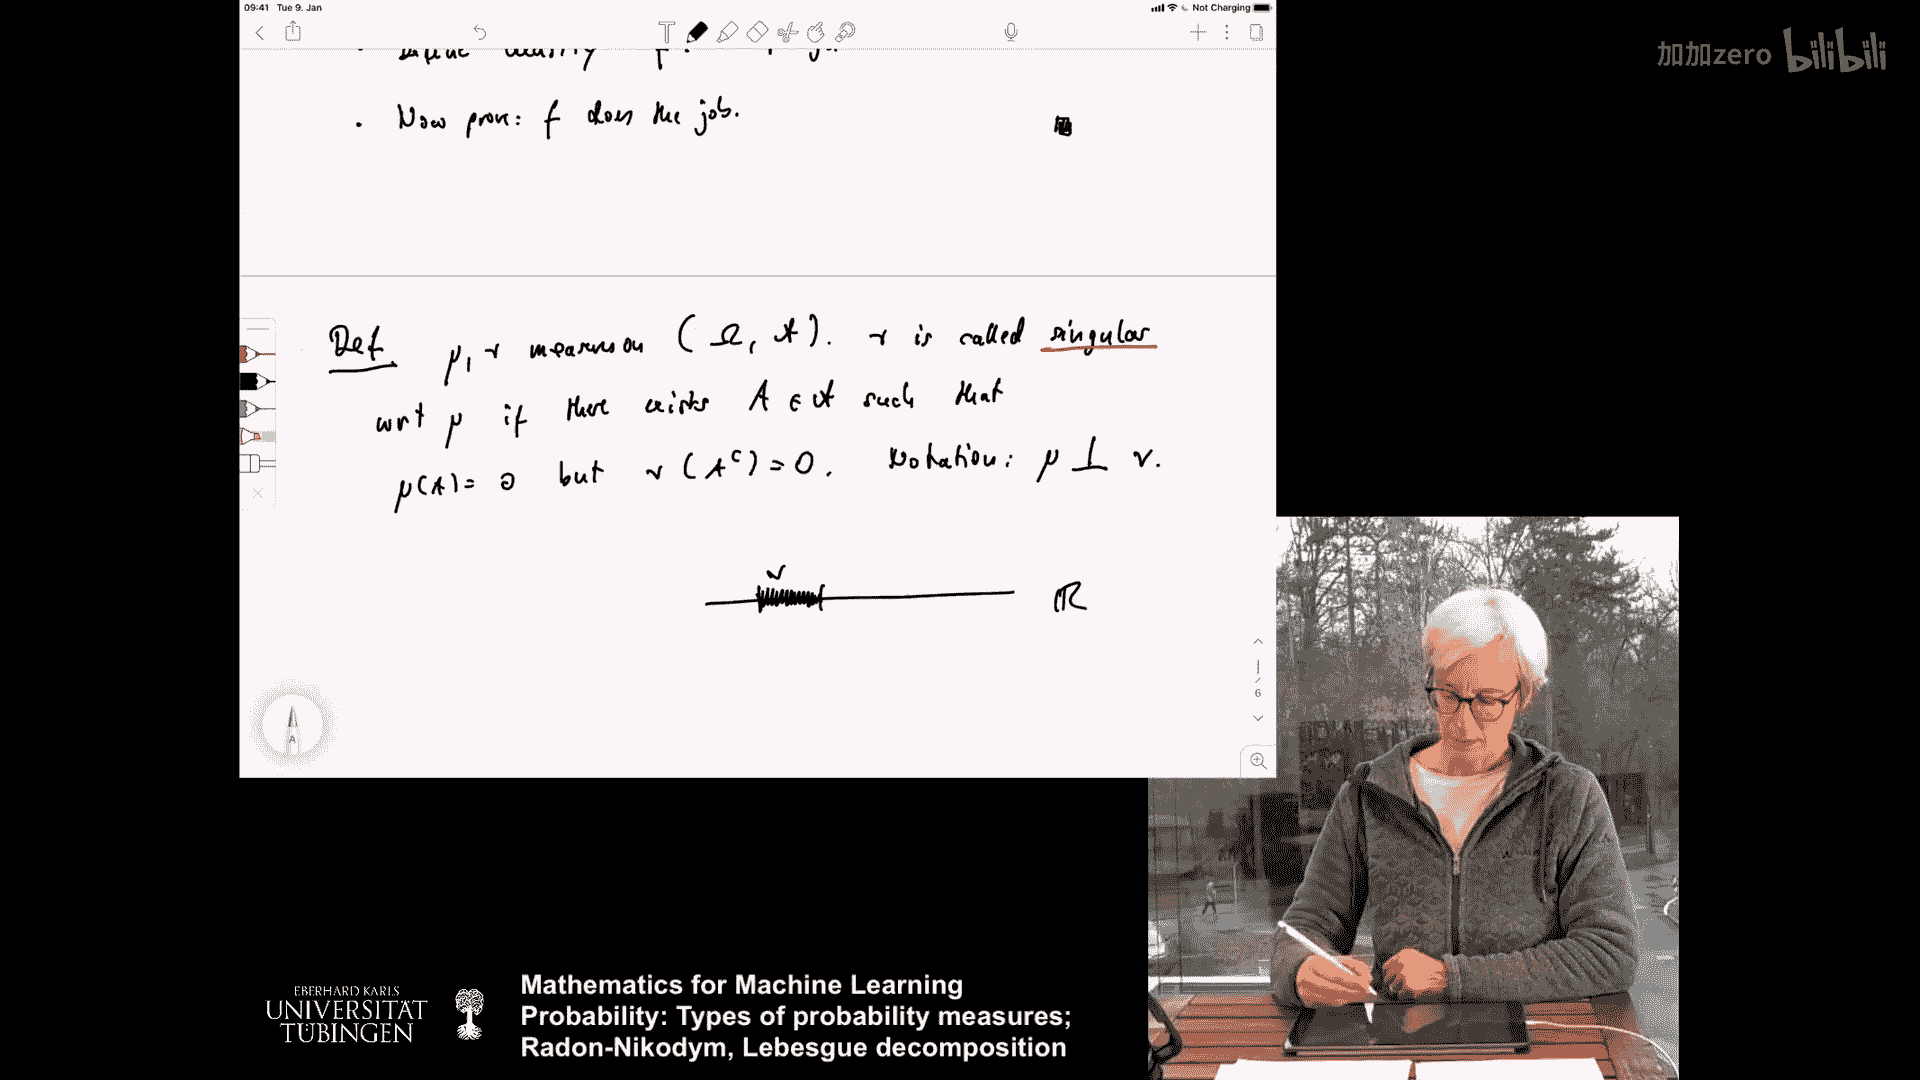 09:41 Tue 9. Jan
Not Charging
加加zero bilibili
T
· Now prove: f does the job.
Def μ, ν measures on (Ω, 𝒜). ν is called singular
wrt μ if there exists A ∈ 𝒜 such that
μ(A) = 0 but ν(Aᶜ) = 0. Notation: μ ⊥ ν.
ν
ℝ
6
A
EBERHARD KARLS
UNIVERSITÄT
TÜBINGEN
Mathematics for Machine Learning
Probability: Types of probability measures;
Radon-Nikodym, Lebesgue decomposition